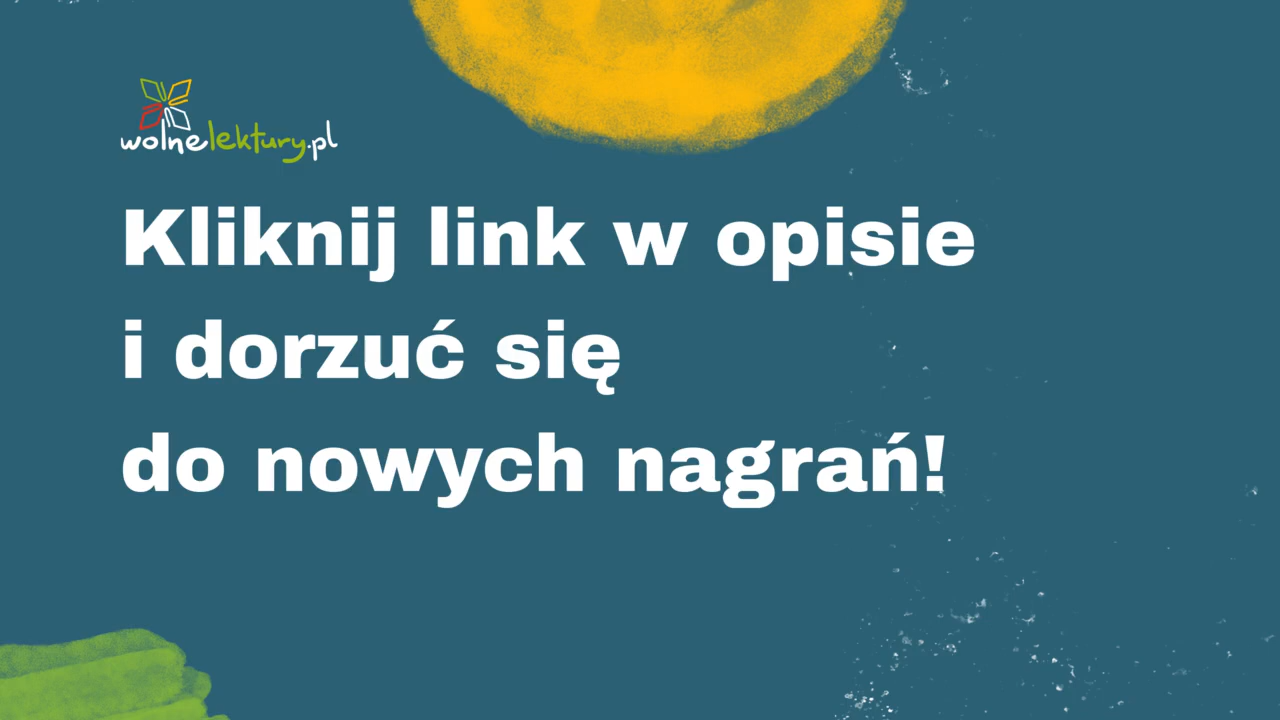 wolnelektury.pl
Kliknij link w opisie
i dorzuć się
do nowych nagrań!